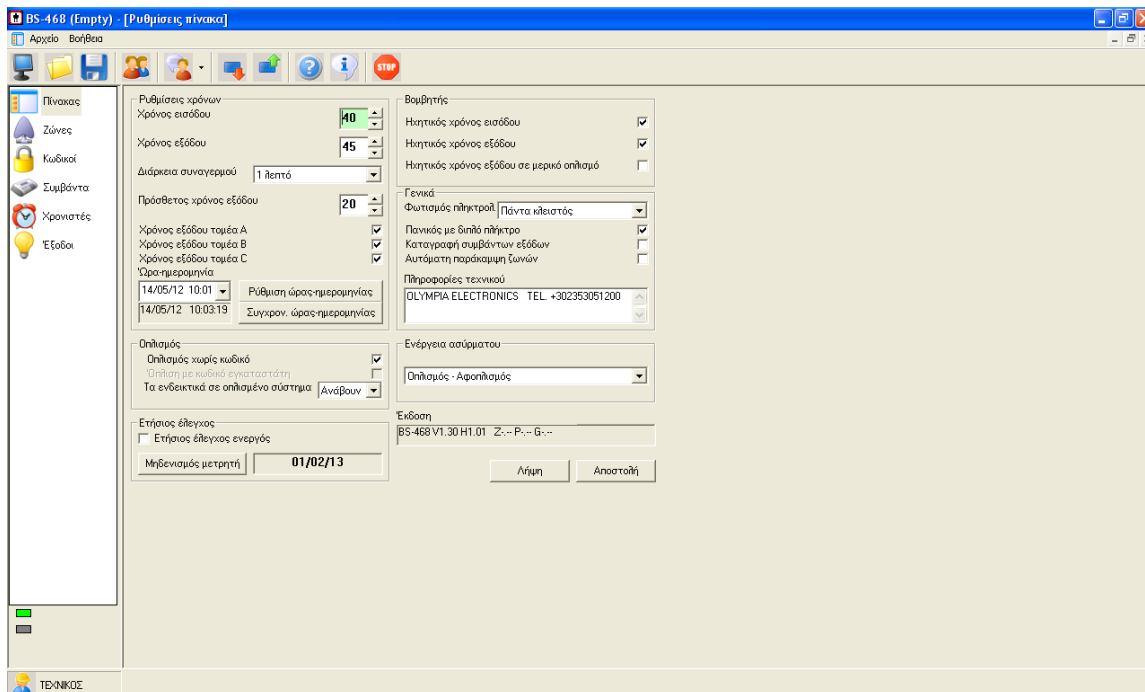 BS-468 (Empty) - [Ρυθμίσεις πίνακα]
Αρχείο Βοήθεια
STOP
Πίνακας
Ζώνες
Κωδικοί
Συμβάντα
Χρονιστές
Έξοδοι
Ρυθμίσεις χρόνων
Χρόνος εισόδου 40
Χρόνος εξόδου 45
Διάρκεια συναγερμού 1 λεπτό
Πρόσθετος χρόνος εξόδου 20
Χρόνος εξόδου τομέα Α
Χρόνος εξόδου τομέα Β
Χρόνος εξόδου τομέα C
Ώρα-ημερομηνία
14/05/12 10:01 Ρύθμιση ώρας-ημερομηνίας
14/05/12 10:03:19 Συγχρον. ώρας-ημερομηνίας
Οπλισμός
Οπλισμός χωρίς κωδικό
Όπλιση με κωδικό εγκαταστάτη
Τα ενδεικτικά σε οπλισμένο σύστημα Ανάβουν
Ετήσιος έλεγχος
Ετήσιος έλεγχος ενεργός
Μηδενισμός μετρητή 01/02/13
Βομβητής
Ηχητικός χρόνος εισόδου
Ηχητικός χρόνος εξόδου
Ηχητικός χρόνος εξόδου σε μερικό οπλισμό
Γενικά
Φωτισμός πληκτρολ. Πάντα κλειστός
Πανικός με διπλό πλήκτρο
Καταγραφή συμβάντων εξόδων
Αυτόματη παράκαμψη ζωνών
Πληροφορίες τεχνικού
OLYMPIA ELECTRONICS TEL. +302353051200
Ενέργεια ασύρματου
Οπλισμός - Αφοπλισμός
Έκδοση
BS-468 V1.30 H1.01 Z-.-- P-.-- G-.--
Λήψη Αποστολή
ΤΕΧΝΙΚΟΣ